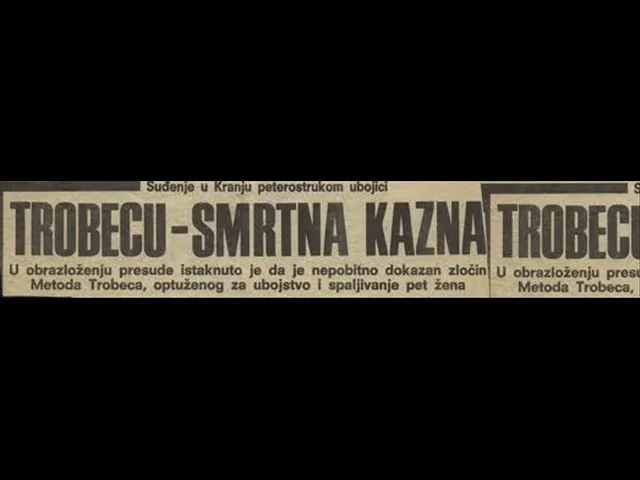 Suđenje u Kranju peterostrukom ubojici
TROBECU-SMRTNA KAZNA
U obrazloženju presude istaknuto je da je nepobitno dokazan zločin
Metoda Trobeca, optuženog za ubojstvo i spaljivanje pet žena
S
TROBECU
U obrazloženju presu
Metoda Trobeca,